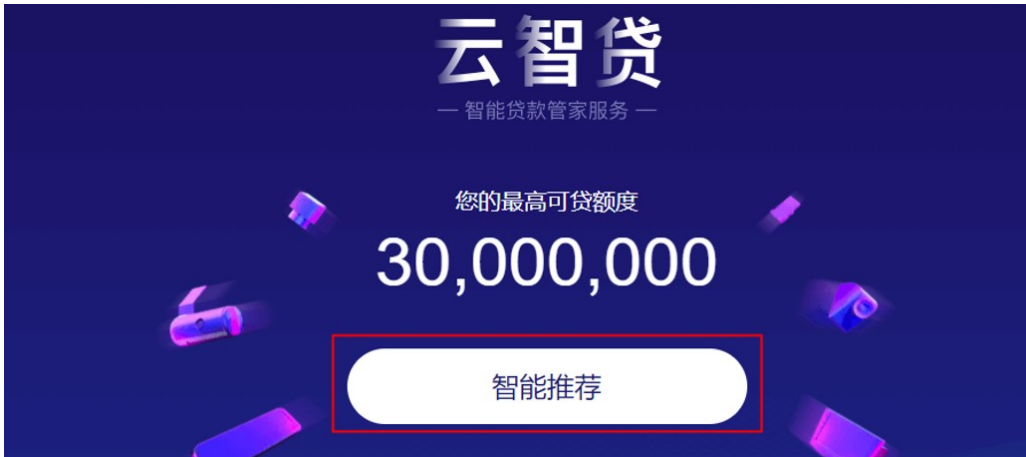 云智贷
— 智能贷款管家服务 —
您的最高可贷额度
30,000,000
智能推荐